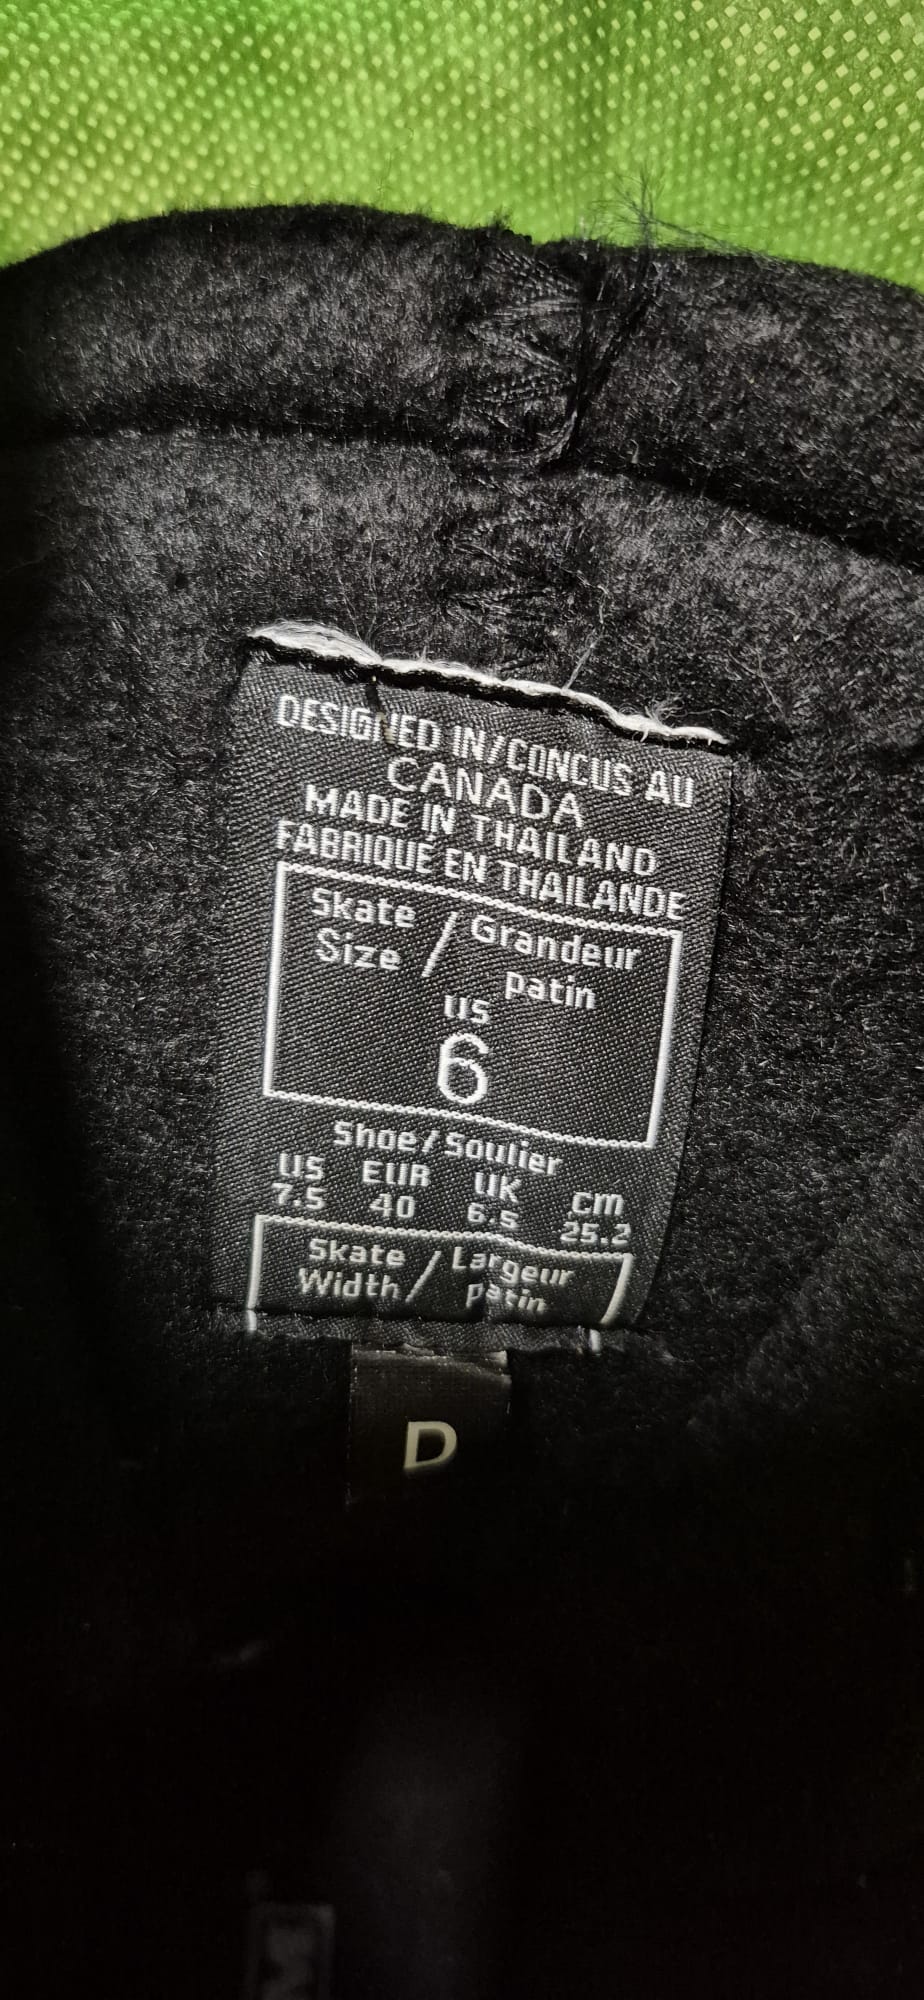 DESIGNED IN/CONCUS AU
CANADA
MADE IN THAILAND
FABRIQUE EN THAILANDE
Skate Size / Grandeur patin
US
6
Shoe/Soulier
US EUR UK cm
7.5 40 6.5 25.2
Skate Width / Largeur patin
D